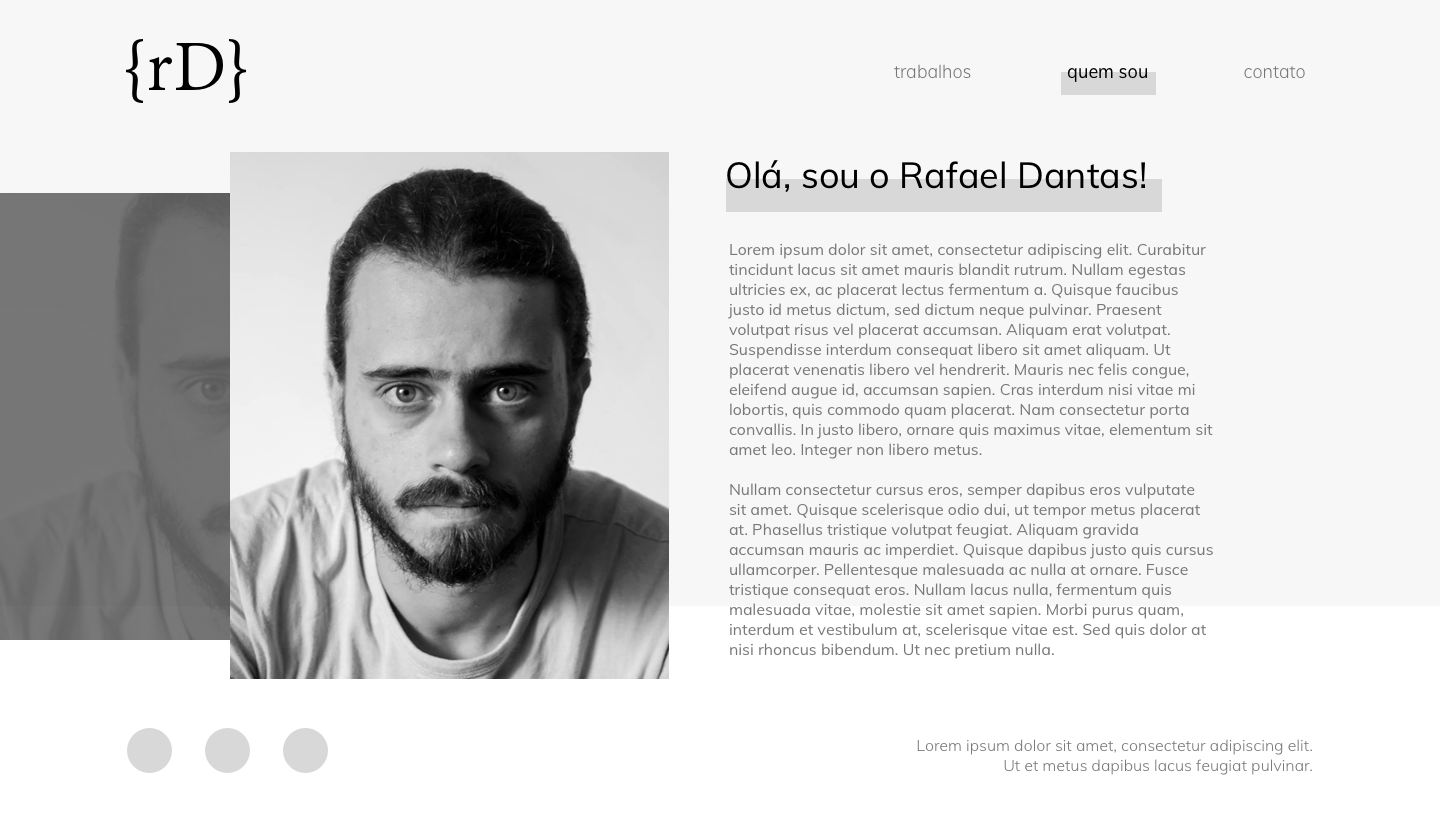 {rD}
trabalhos
quem sou
contato
Olá, sou o Rafael Dantas!
Lorem ipsum dolor sit amet, consectetur adipiscing elit. Curabitur
tincidunt lacus sit amet mauris blandit rutrum. Nullam egestas
ultricies ex, ac placerat lectus fermentum a. Quisque faucibus
justo id metus dictum, sed dictum neque pulvinar. Praesent
volutpat risus vel placerat accumsan. Aliquam erat volutpat.
Suspendisse interdum consequat libero sit amet aliquam. Ut
placerat venenatis libero vel hendrerit. Mauris nec felis congue,
eleifend augue id, accumsan sapien. Cras interdum nisi vitae mi
lobortis, quis commodo quam placerat. Nam consectetur porta
convallis. In justo libero, ornare quis maximus vitae, elementum sit
amet leo. Integer non libero metus.
Nullam consectetur cursus eros, semper dapibus eros vulputate
sit amet. Quisque scelerisque odio dui, ut tempor metus placerat
at. Phasellus tristique volutpat feugiat. Aliquam gravida
accumsan mauris ac imperdiet. Quisque dapibus justo quis cursus
ullamcorper. Pellentesque malesuada ac nulla at ornare. Fusce
tristique consequat eros. Nullam lacus nulla, fermentum quis
malesuada vitae, molestie sit amet sapien. Morbi purus quam,
interdum et vestibulum at, scelerisque vitae est. Sed quis dolor at
nisi rhoncus bibendum. Ut nec pretium nulla.
Lorem ipsum dolor sit amet, consectetur adipiscing elit.
Ut et metus dapibus lacus feugiat pulvinar.